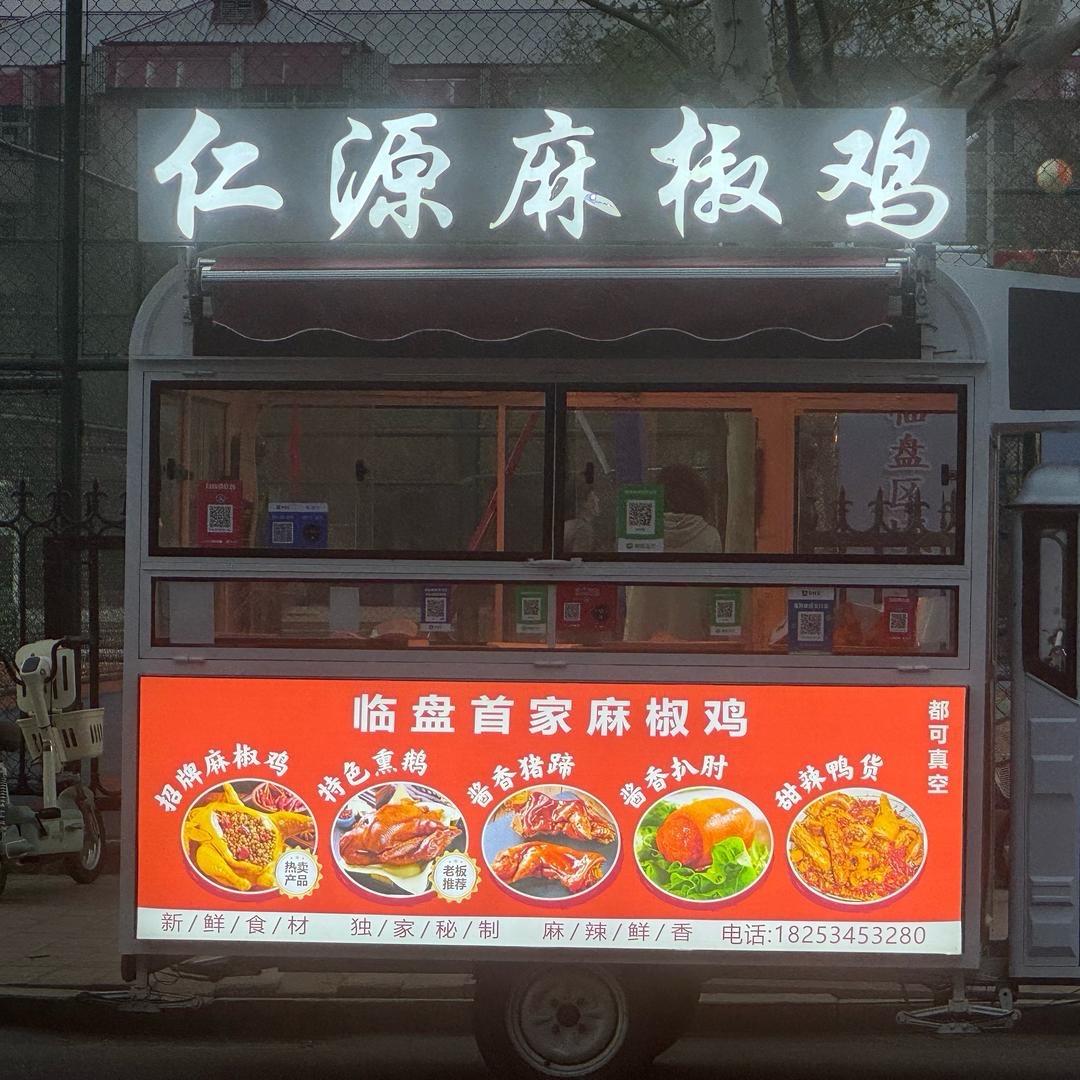 仁源麻椒鸡
临盘区
临盘首家麻椒鸡
都可真空
招牌麻椒鸡
特色熏鹅
酱香猪蹄
酱香扒肘
甜辣鸭货
热卖
产品
老板
推荐
新/鲜/食/材 独/家/秘/制 麻/辣/鲜/香 电话:18253453280